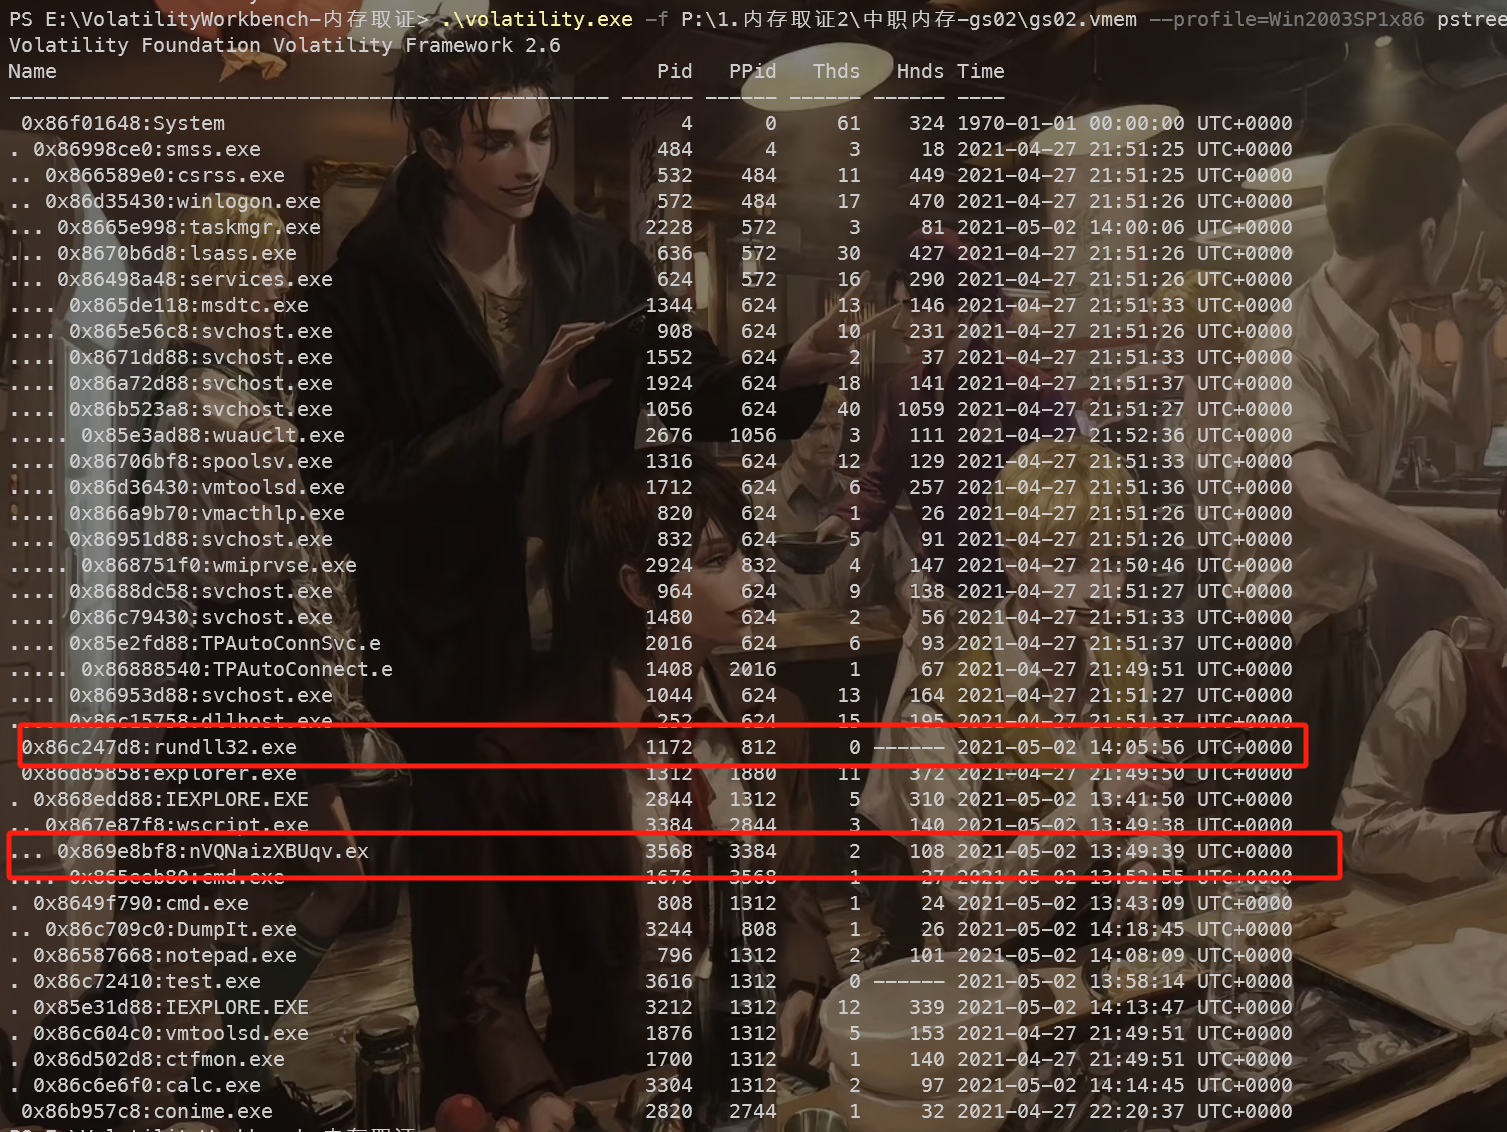 PS E:\VolatilityWorkbench-内存取证> .\volatility.exe -f P:\1.内存取证2\中职内存-gs02\gs02.vmem --profile=Win2003SP1x86 pstree
Volatility Foundation Volatility Framework 2.6
Name Pid PPid Thds Hnds Time
-------------------------------------------------- ------ ------ ------ ------ ----
0x86f01648:System 4 0 61 324 1970-01-01 00:00:00 UTC+0000
. 0x86998ce0:smss.exe 484 4 3 18 2021-04-27 21:51:25 UTC+0000
.. 0x866589e0:csrss.exe 532 484 11 449 2021-04-27 21:51:25 UTC+0000
.. 0x86d35430:winlogon.exe 572 484 17 470 2021-04-27 21:51:26 UTC+0000
... 0x8665e998:taskmgr.exe 2228 572 3 81 2021-05-02 14:00:06 UTC+0000
... 0x8670b6d8:lsass.exe 636 572 30 427 2021-04-27 21:51:26 UTC+0000
... 0x86498a48:services.exe 624 572 16 290 2021-04-27 21:51:26 UTC+0000
.... 0x865de118:msdtc.exe 1344 624 13 146 2021-04-27 21:51:33 UTC+0000
.... 0x865e56c8:svchost.exe 908 624 10 231 2021-04-27 21:51:26 UTC+0000
.... 0x8671dd88:svchost.exe 1552 624 2 37 2021-04-27 21:51:33 UTC+0000
.... 0x86a72d88:svchost.exe 1924 624 18 141 2021-04-27 21:51:37 UTC+0000
.... 0x86b523a8:svchost.exe 1056 624 40 1059 2021-04-27 21:51:27 UTC+0000
..... 0x85e3ad88:wuauclt.exe 2676 1056 3 111 2021-04-27 21:52:36 UTC+0000
.... 0x86706bf8:spoolsv.exe 1316 624 12 129 2021-04-27 21:51:33 UTC+0000
.... 0x86d36430:vmtoolsd.exe 1712 624 6 257 2021-04-27 21:51:36 UTC+0000
.... 0x866a9b70:vmacthlp.exe 820 624 1 26 2021-04-27 21:51:26 UTC+0000
.... 0x86951d88:svchost.exe 832 624 5 91 2021-04-27 21:51:26 UTC+0000
..... 0x868751f0:wmiprvse.exe 2924 832 4 147 2021-04-27 21:50:46 UTC+0000
.... 0x8688dc58:svchost.exe 964 624 9 138 2021-04-27 21:51:27 UTC+0000
.... 0x86c79430:svchost.exe 1480 624 2 56 2021-04-27 21:51:33 UTC+0000
.... 0x85e2fd88:TPAutoConnSvc.e 2016 624 6 93 2021-04-27 21:51:37 UTC+0000
..... 0x86888540:TPAutoConnect.e 1408 2016 1 67 2021-04-27 21:49:51 UTC+0000
.... 0x86953d88:svchost.exe 1044 624 13 164 2021-04-27 21:51:27 UTC+0000
.... 0x86c15758:dllhost.exe 252 624 15 195 2021-04-27 21:51:37 UTC+0000
0x86c247d8:rundll32.exe 1172 812 0 ------ 2021-05-02 14:05:56 UTC+0000
0x86d85858:explorer.exe 1312 1880 11 372 2021-04-27 21:49:50 UTC+0000
. 0x868edd88:IEXPLORE.EXE 2844 1312 5 310 2021-05-02 13:41:50 UTC+0000
.. 0x867e87f8:wscript.exe 3384 2844 3 140 2021-05-02 13:49:38 UTC+0000
... 0x869e8bf8:nVQNaizXBUqv.ex 3568 3384 2 108 2021-05-02 13:49:39 UTC+0000
.... 0x865eeb80:cmd.exe 1676 3568 1 27 2021-05-02 13:52:55 UTC+0000
. 0x8649f790:cmd.exe 808 1312 1 24 2021-05-02 13:43:09 UTC+0000
.. 0x86c709c0:DumpIt.exe 3244 808 1 26 2021-05-02 14:18:45 UTC+0000
. 0x86587668:notepad.exe 796 1312 2 101 2021-05-02 14:08:09 UTC+0000
. 0x86c72410:test.exe 3616 1312 0 ------ 2021-05-02 13:58:14 UTC+0000
. 0x85e31d88:IEXPLORE.EXE 3212 1312 12 339 2021-05-02 14:13:47 UTC+0000
. 0x86c604c0:vmtoolsd.exe 1876 1312 5 153 2021-04-27 21:49:51 UTC+0000
. 0x86d502d8:ctfmon.exe 1700 1312 1 140 2021-04-27 21:49:51 UTC+0000
. 0x86c6e6f0:calc.exe 3304 1312 2 97 2021-05-02 14:14:45 UTC+0000
0x86b957c8:conime.exe 2820 2744 1 32 2021-04-27 22:20:37 UTC+0000